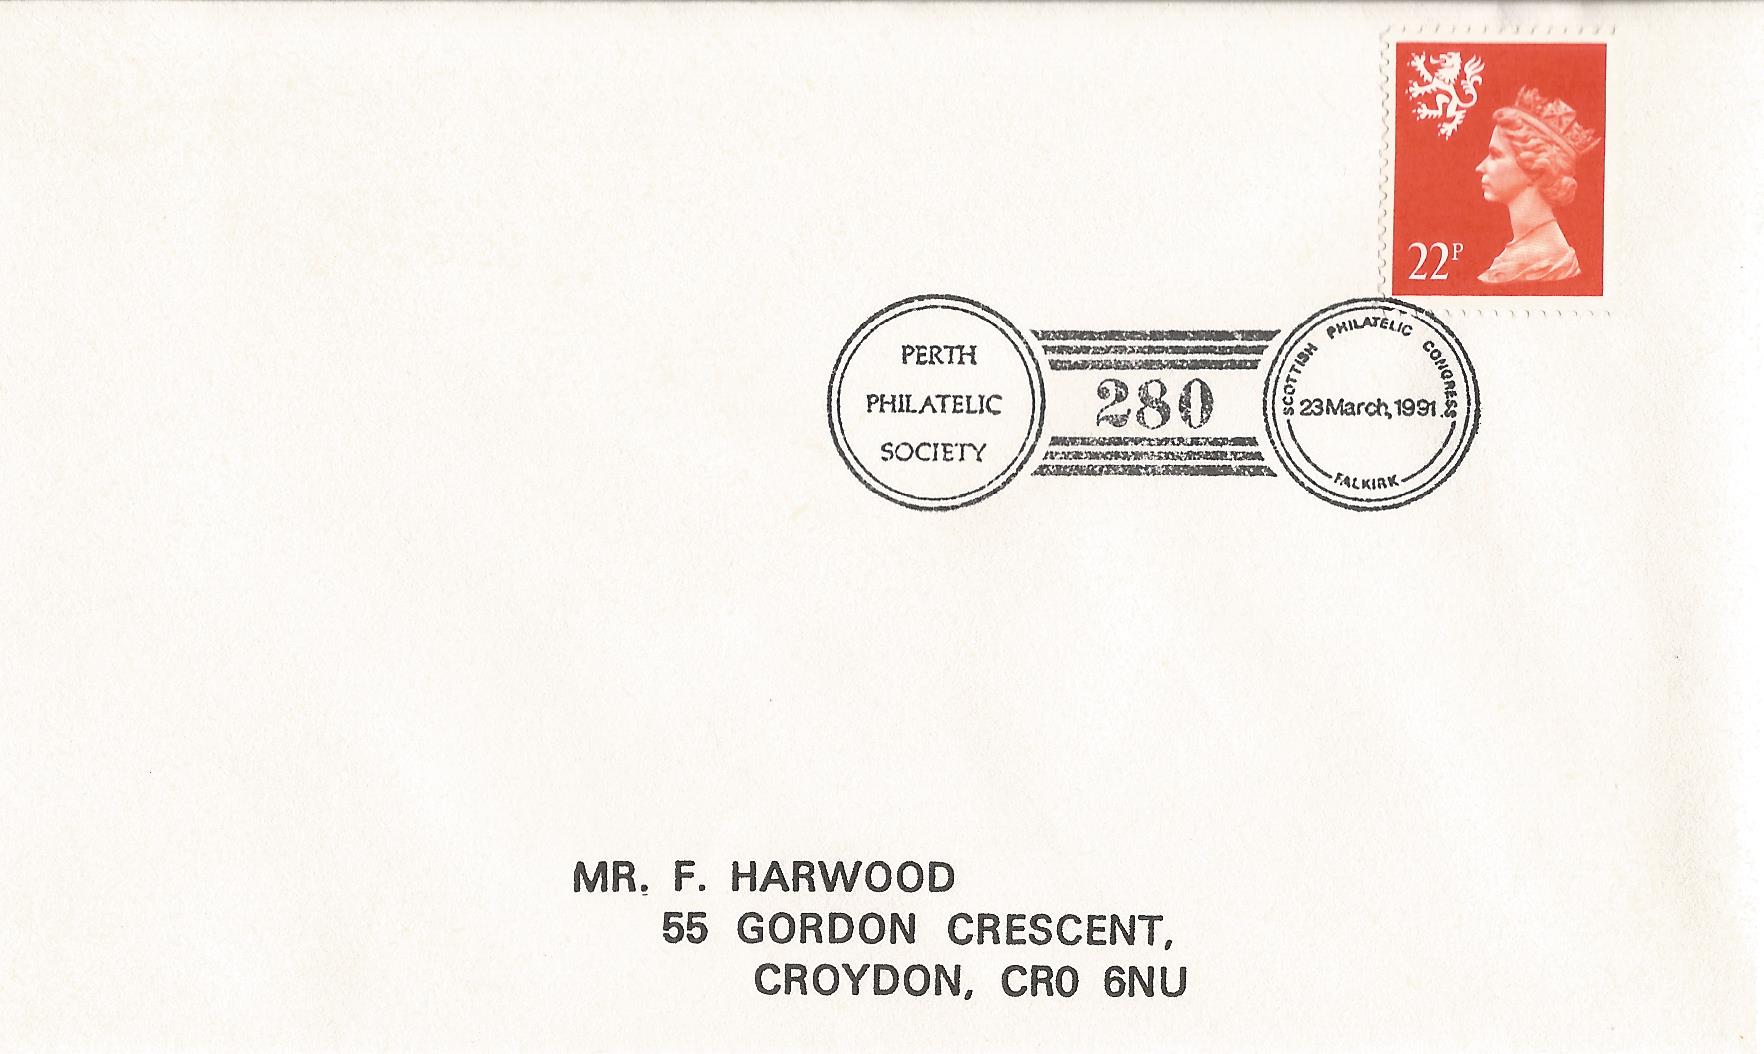 22P
PERTH
PHILATELIC
SOCIETY
280
SCOTTISH PHILATELIC CONGRESS
23 March, 1991.
FALKIRK
MR. F. HARWOOD
55 GORDON CRESCENT,
CROYDON, CR0 6NU